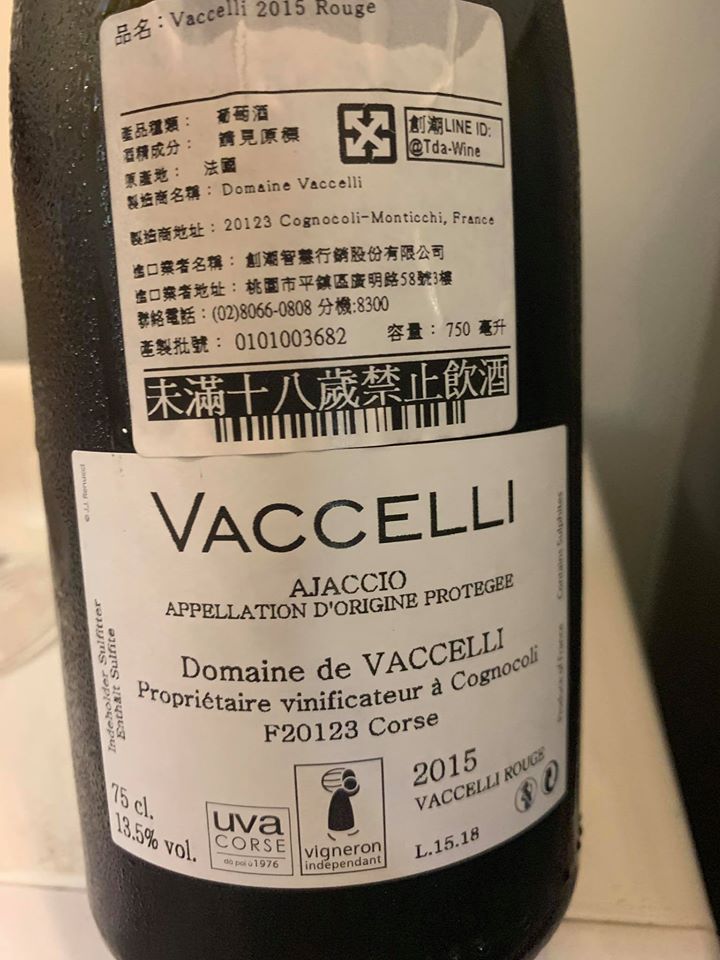 品名：Vaccelli 2015 Rouge
產品種類： 葡萄酒
酒精成分： 請見原標
原產地： 法國
製造商名稱：Domaine Vaccelli
創潮LINE ID:
@Tda-Wine
製造商地址：20123 Cognocoli-Monticchi, France
進口業者名稱：創潮智慧行銷股份有限公司
進口業者地址：桃園市平鎮區廣明路58號3樓
聯絡電話：(02)8066-0808 分機:8300
產製批號： 0101003682 容量：750 毫升
未滿十八歲禁止飲酒
VACCELLI
AJACCIO
APPELLATION D'ORIGINE PROTEGEE
Domaine de VACCELLI
Propriétaire vinificateur à Cognocoli
F20123 Corse
75 cl.
13.5% vol.
uva
CORSE
dà poi u 1976
vigneron
indépendant
2015
VACCELLI ROUGE
L.15.18
Indeholder Sulfitter
Enthält Sulfite
© J.J. Renucci
Contains Sulphites
Produce of France